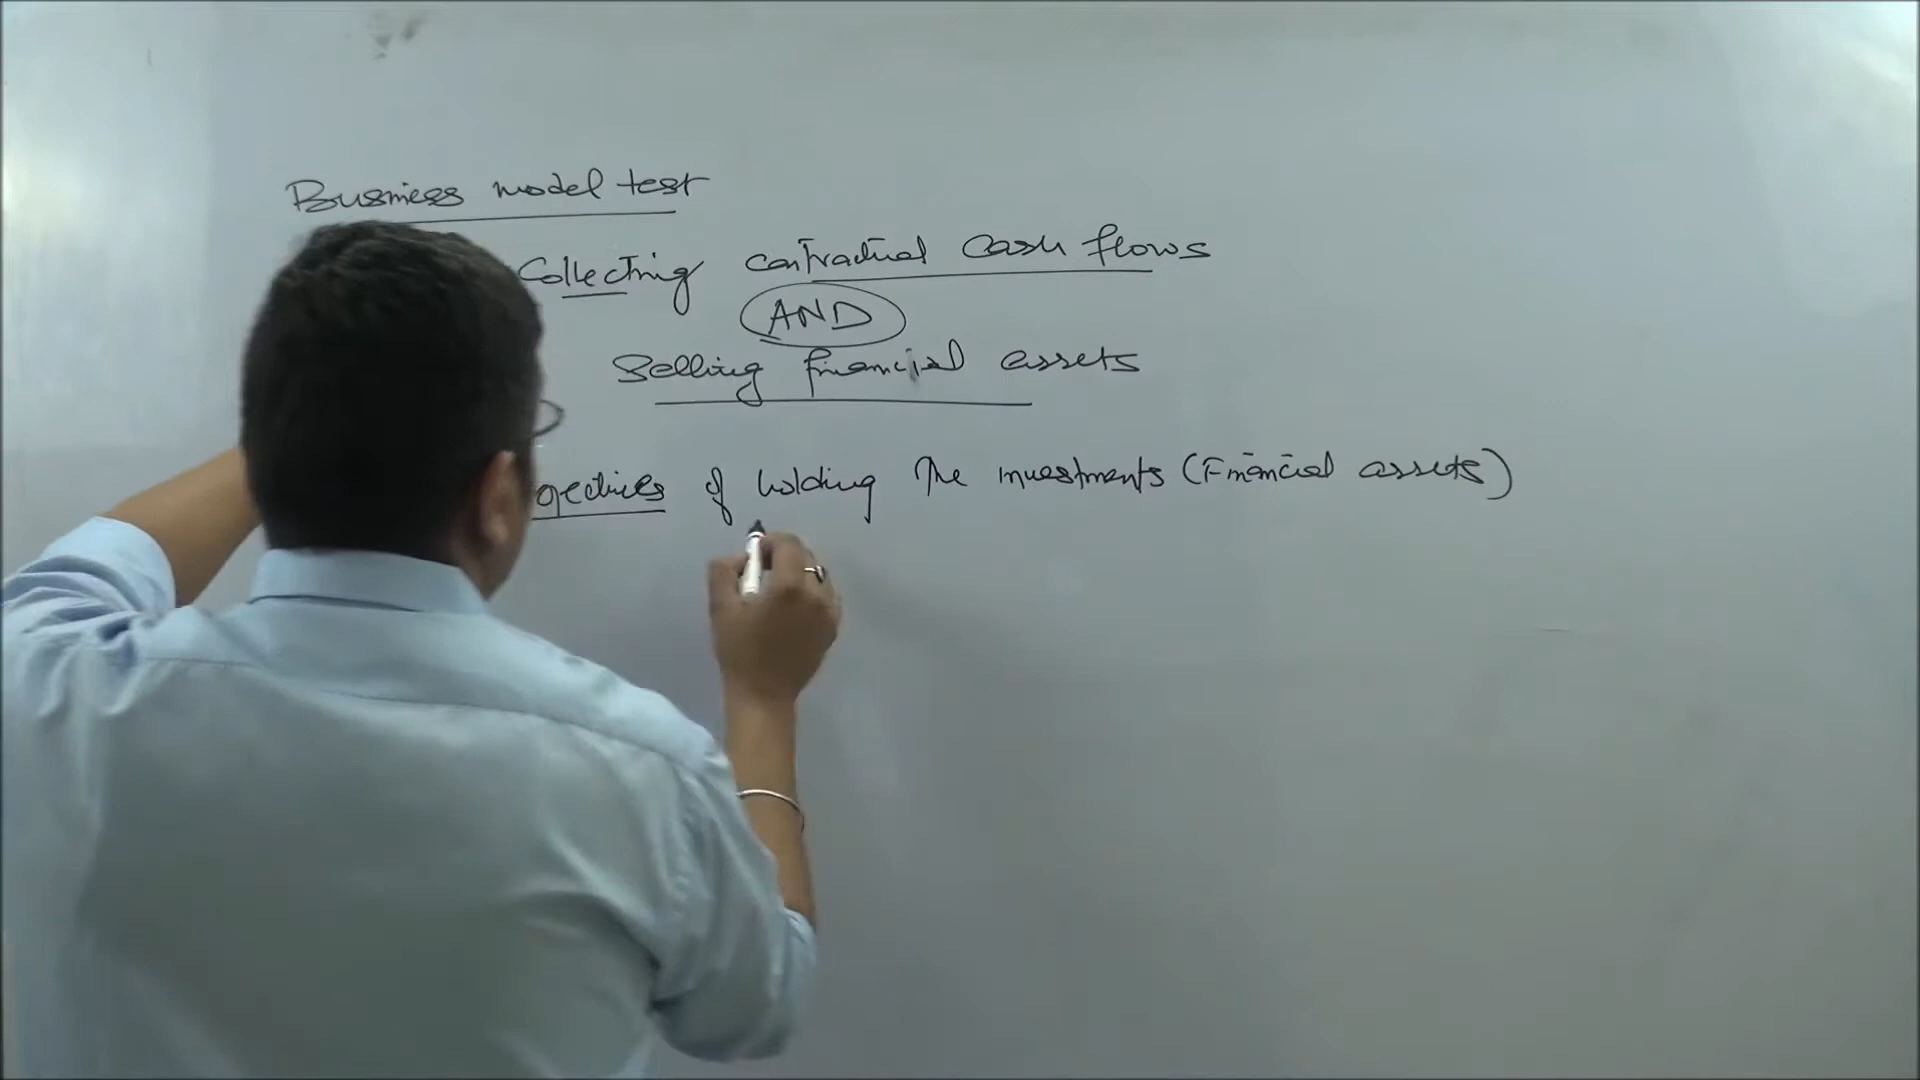 Business model test
Collecting contractual cash flows
AND
Selling financial assets
of holding the investments (Financial assets)